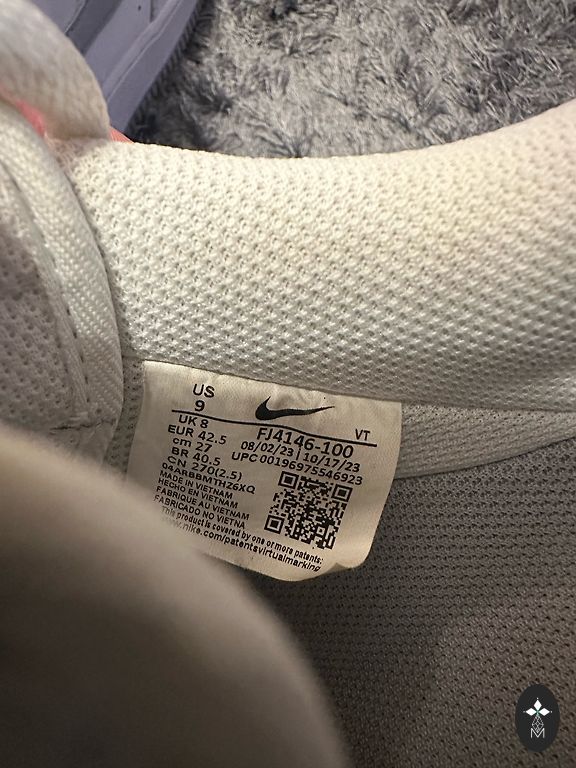 US
9
UK 8
EUR 42.5
cm 27
BR 40.5
CN 270(2.5)
04ARBBMTHZ6XQ
MADE IN VIETNAM
HECHO EN VIETNAM
FABRIQUE AU VIETNAM
FABRICADO NO VIETNA
FJ4146-100 VT
08/02/23 | 10/17/23
UPC 00196975546923
This product is covered by one or more patents:
www.nike.com/patentsvirtualmarking
M